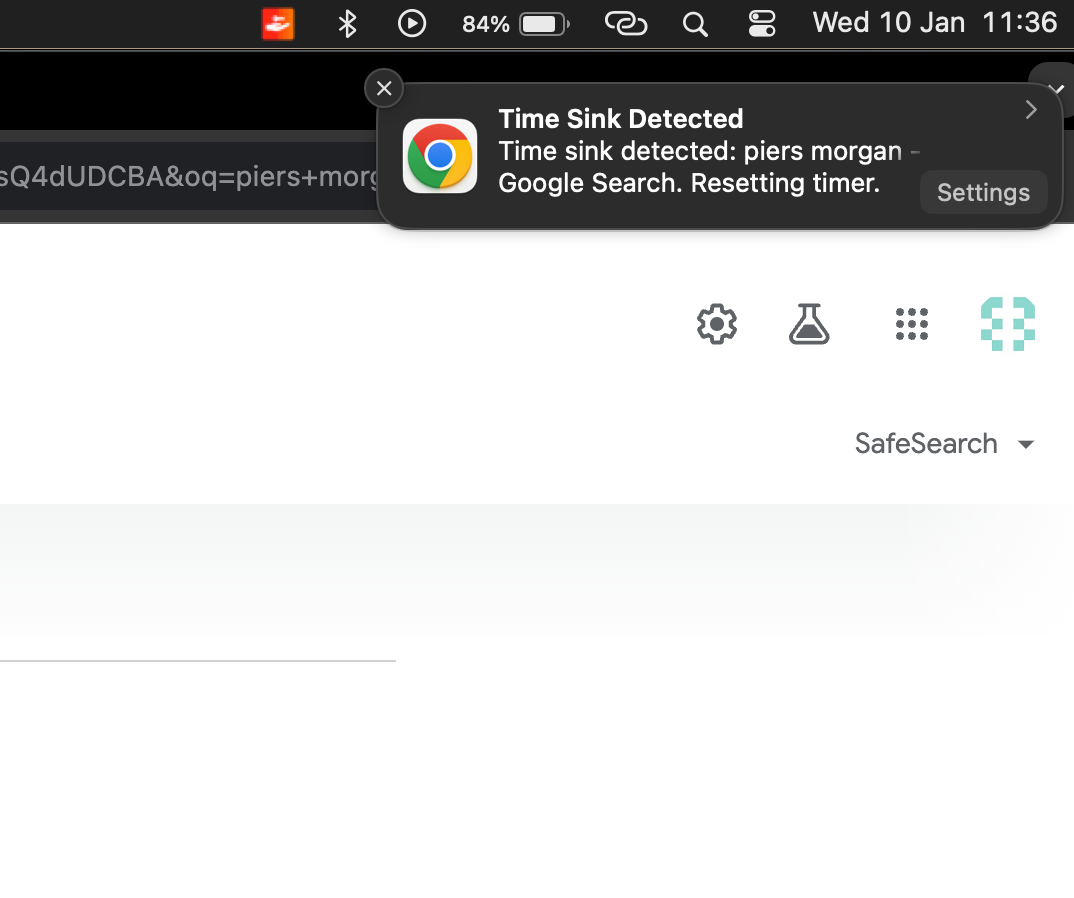 84%
Wed 10 Jan 11:36
Time Sink Detected
Time sink detected: piers morgan -
Google Search. Resetting timer.
Settings
sQ4dUDCBA&oq=piers+morg
SafeSearch